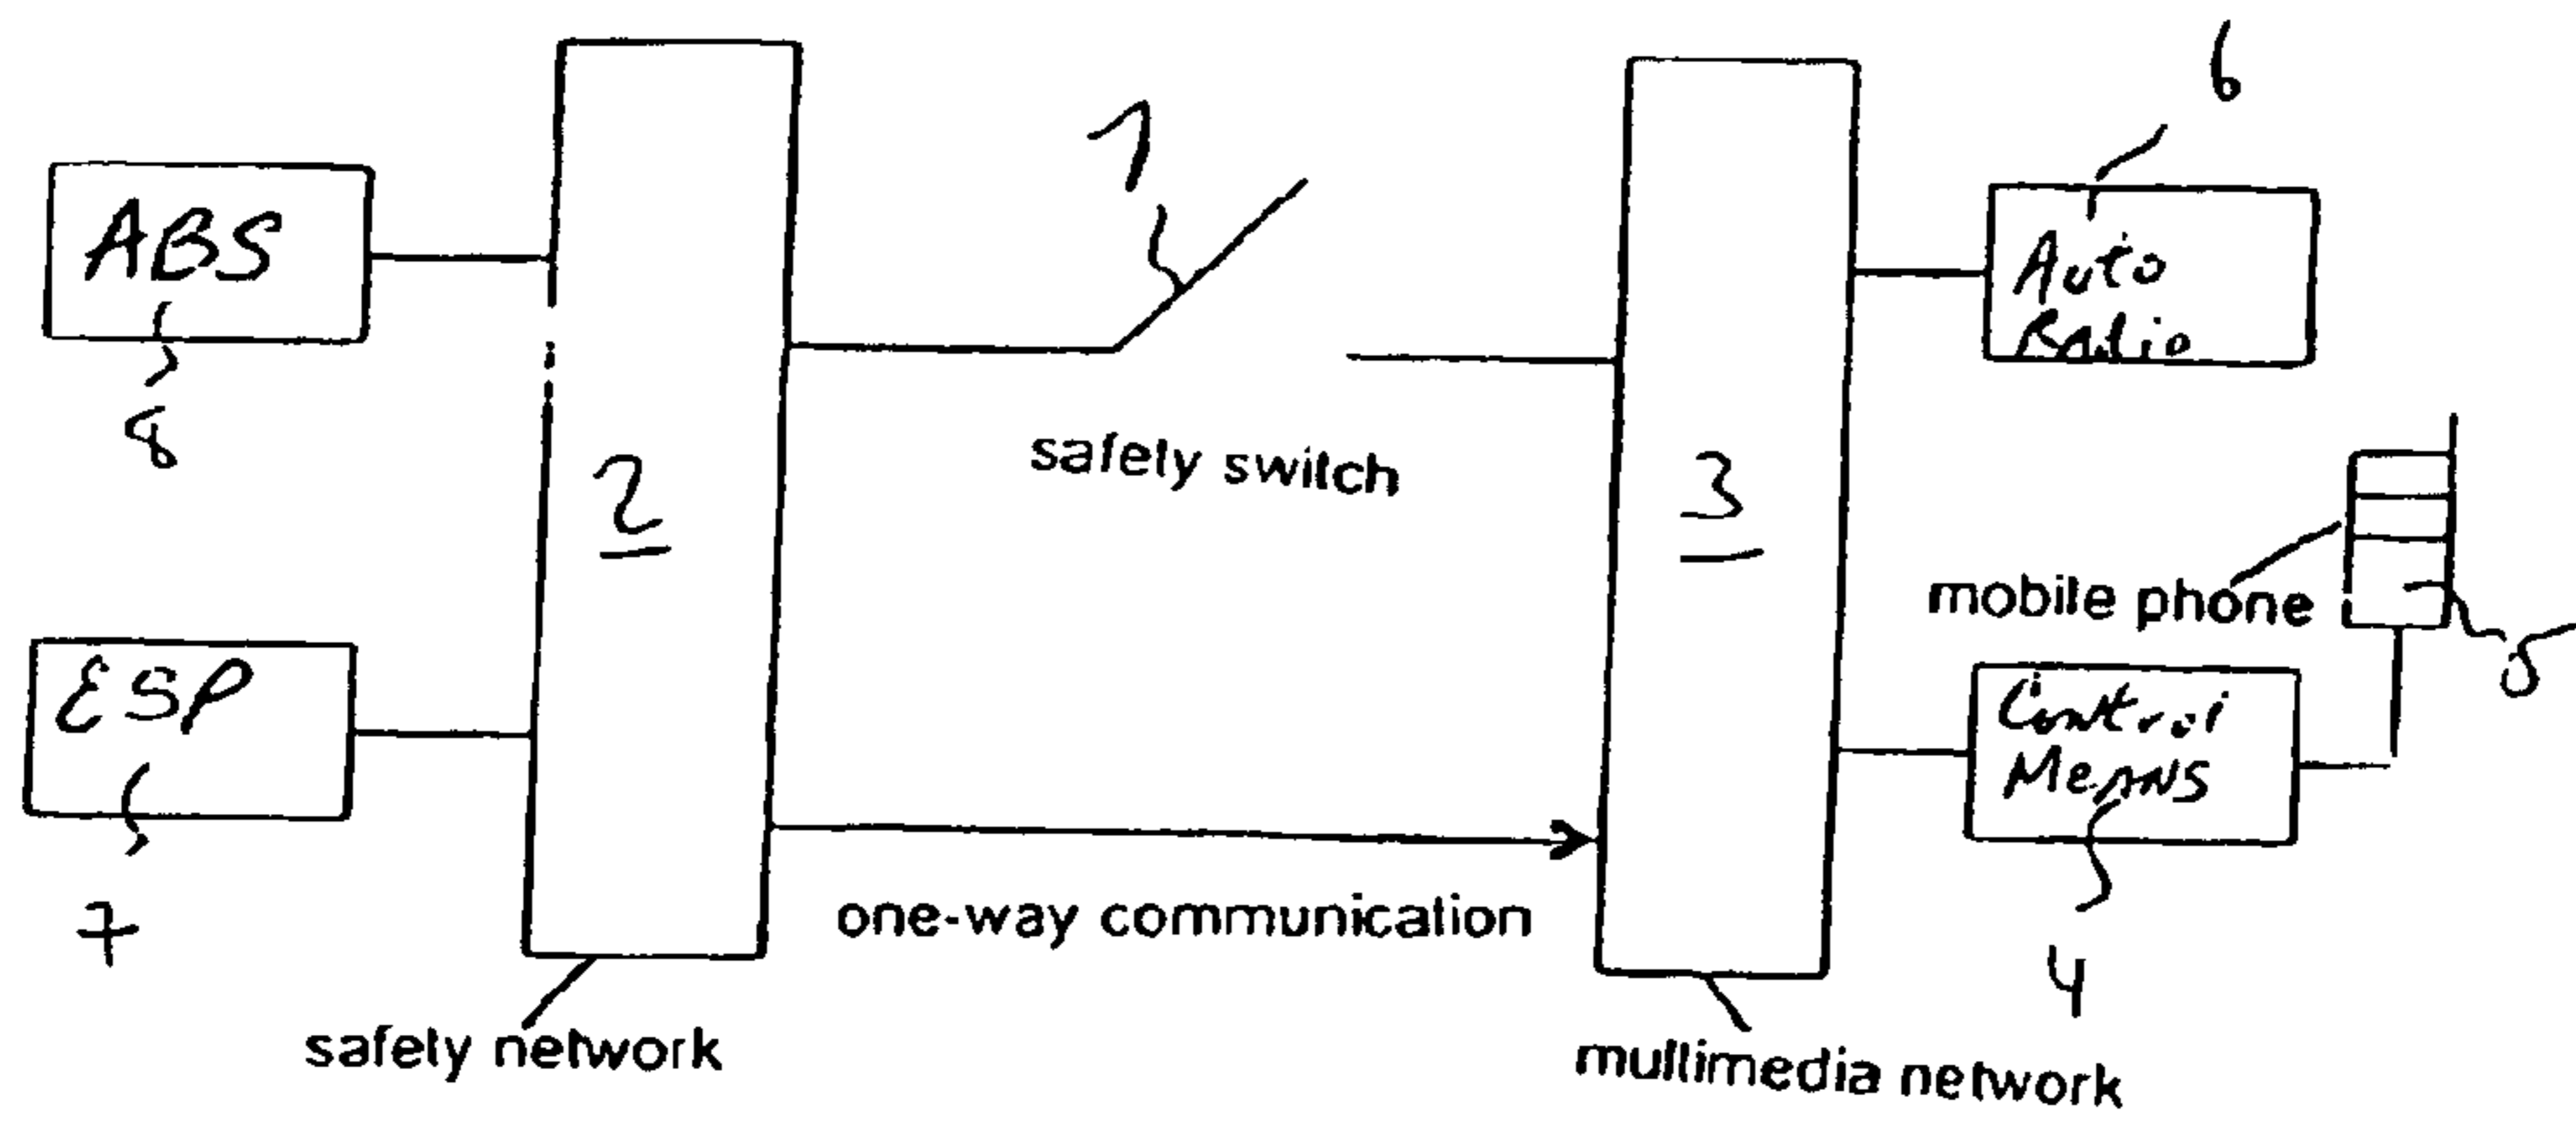 6
1
ABS
Auto
Radio
8
safety switch
2
3
mobile phone
ESP
Control
Means
7
one-way communication
4
safety network
multimedia network